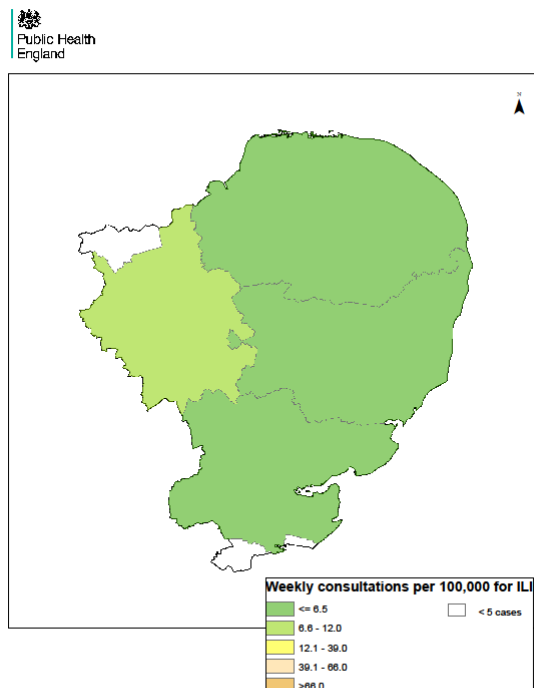 Public Health
England
N
Weekly consultations per 100,000 for ILI
<= 6.5
< 5 cases
6.6 - 12.0
12.1 - 39.0
39.1 - 66.0
>66.0